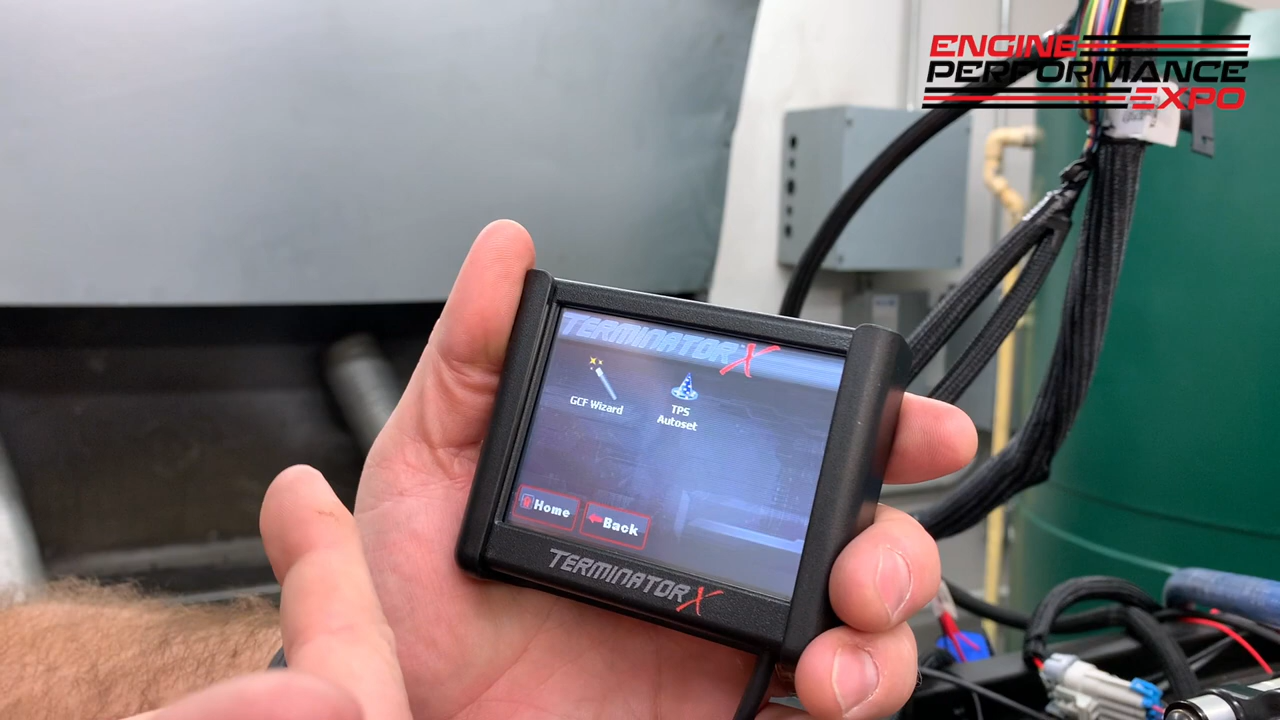 ENGINE
PERFORMANCE
EXPO
TERMINATOR X
GCF Wizard
TPS
Autoset
Home
Back
TERMINATOR X